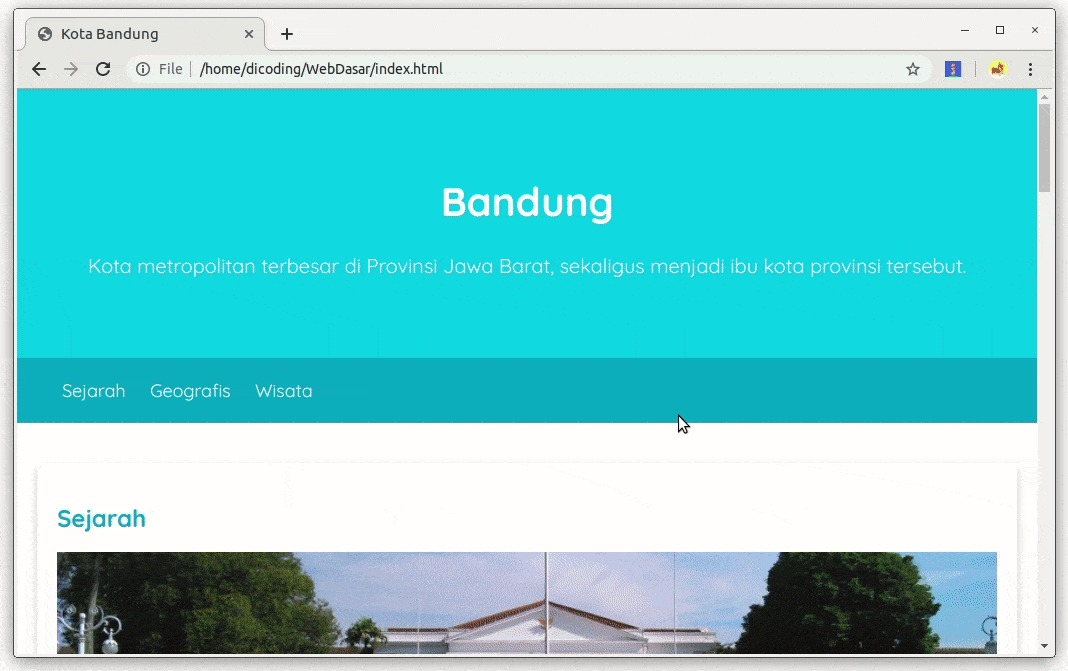 Kota Bandung
File /home/dicoding/WebDasar/index.html
Bandung
Kota metropolitan terbesar di Provinsi Jawa Barat, sekaligus menjadi ibu kota provinsi tersebut.
Sejarah Geografis Wisata
Sejarah